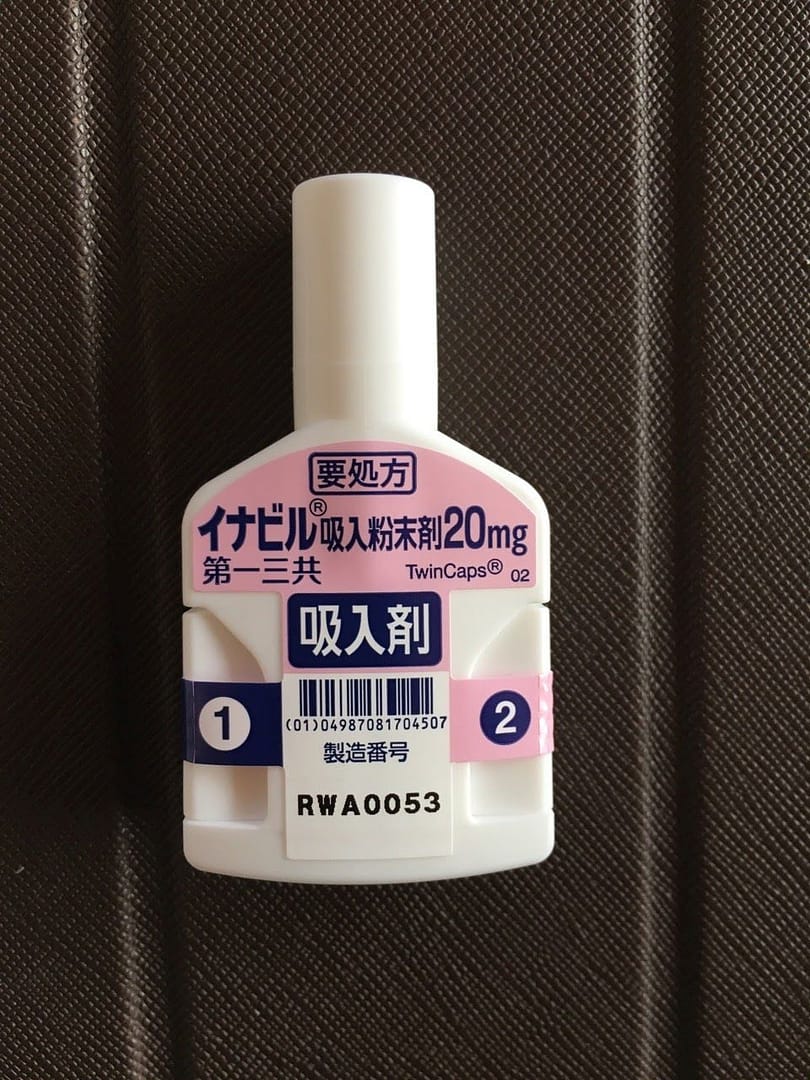 要処方
イナビル®吸入粉末剤20mg
第一三共 TwinCaps® 02
吸入剤
1
(01)04987081704507
2
製造番号
RWA0053